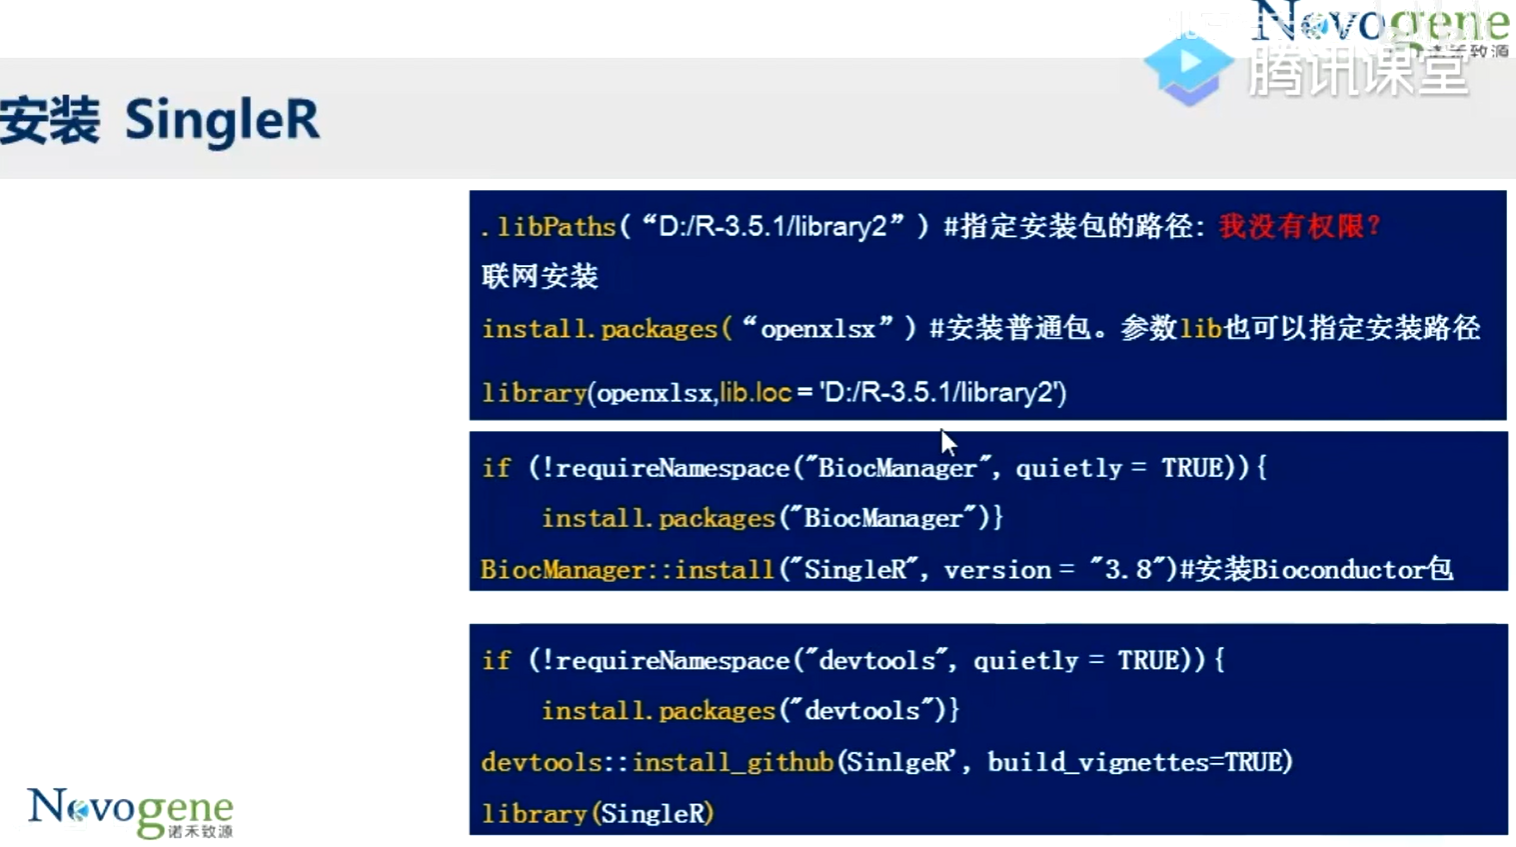 Novogene
诺禾致源
腾讯课堂
安装 SingleR
.libPaths(“D:/R-3.5.1/library2”) #指定安装包的路径: 我没有权限?
联网安装
install.packages(“openxlsx”) #安装普通包。参数lib也可以指定安装路径
library(openxlsx,lib.loc = 'D:/R-3.5.1/library2')
if (!requireNamespace("BiocManager", quietly = TRUE)){
install.packages("BiocManager")}
BiocManager::install("SingleR", version = "3.8")#安装Bioconductor包
if (!requireNamespace("devtools", quietly = TRUE)){
install.packages("devtools")}
devtools::install_github(SinlgeR', build_vignettes=TRUE)
library(SingleR)
Novogene
诺禾致源